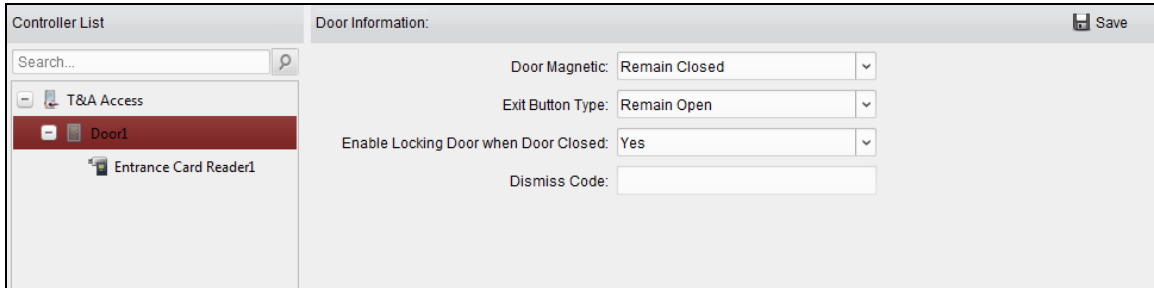 Controller List
Door Information:
Save
Search...
Door Magnetic: Remain Closed
T&A Access
Exit Button Type: Remain Open
Door1
Enable Locking Door when Door Closed: Yes
Entrance Card Reader1
Dismiss Code: